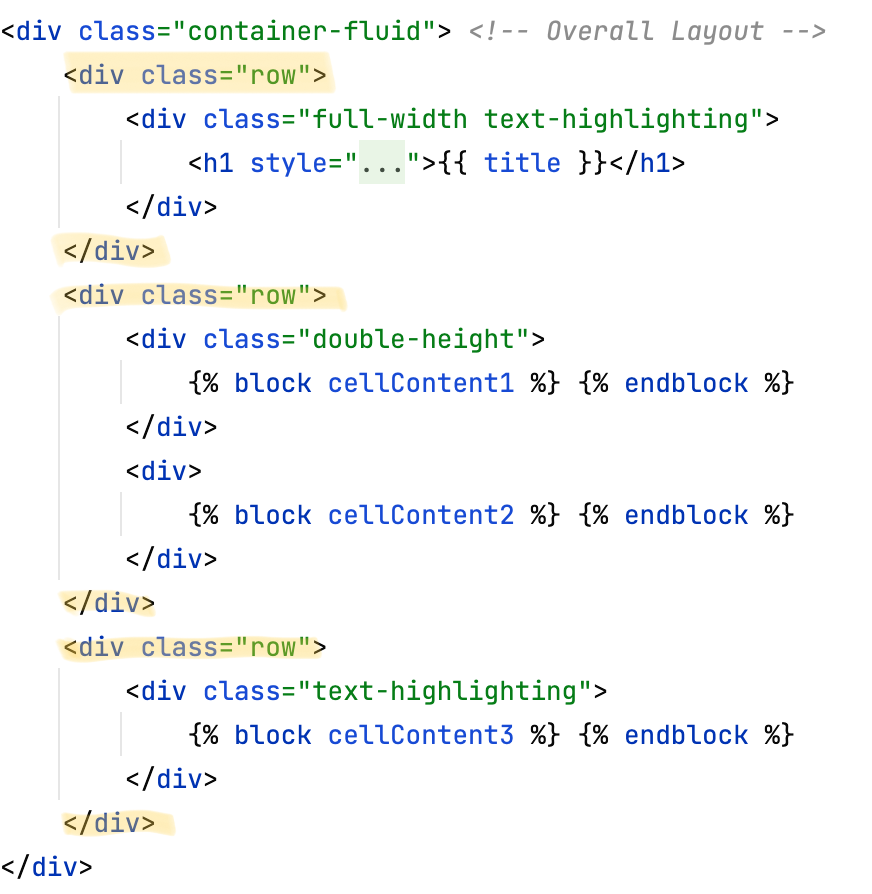 <div class="container-fluid"> <!-- Overall Layout -->
    <div class="row">
        <div class="full-width text-highlighting">
            <h1 style="...">{{ title }}</h1>
        </div>
    </div>
    <div class="row">
        <div class="double-height">
            {% block cellContent1 %} {% endblock %}
        </div>
        <div>
            {% block cellContent2 %} {% endblock %}
        </div>
    </div>
    <div class="row">
        <div class="text-highlighting">
            {% block cellContent3 %} {% endblock %}
        </div>
    </div>
</div>